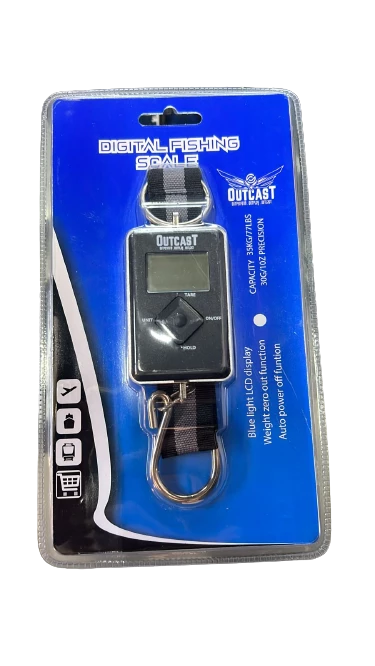 DIGITAL FISHING
SCALE
OUTCAST
CAPACITY 35KG/77LBS
30G/1OZ PRECISION
OUTCAST
TARE
UNIT
ON/OFF
HOLD
Blue light LCD display
Weight zero out function
Auto power off funtion